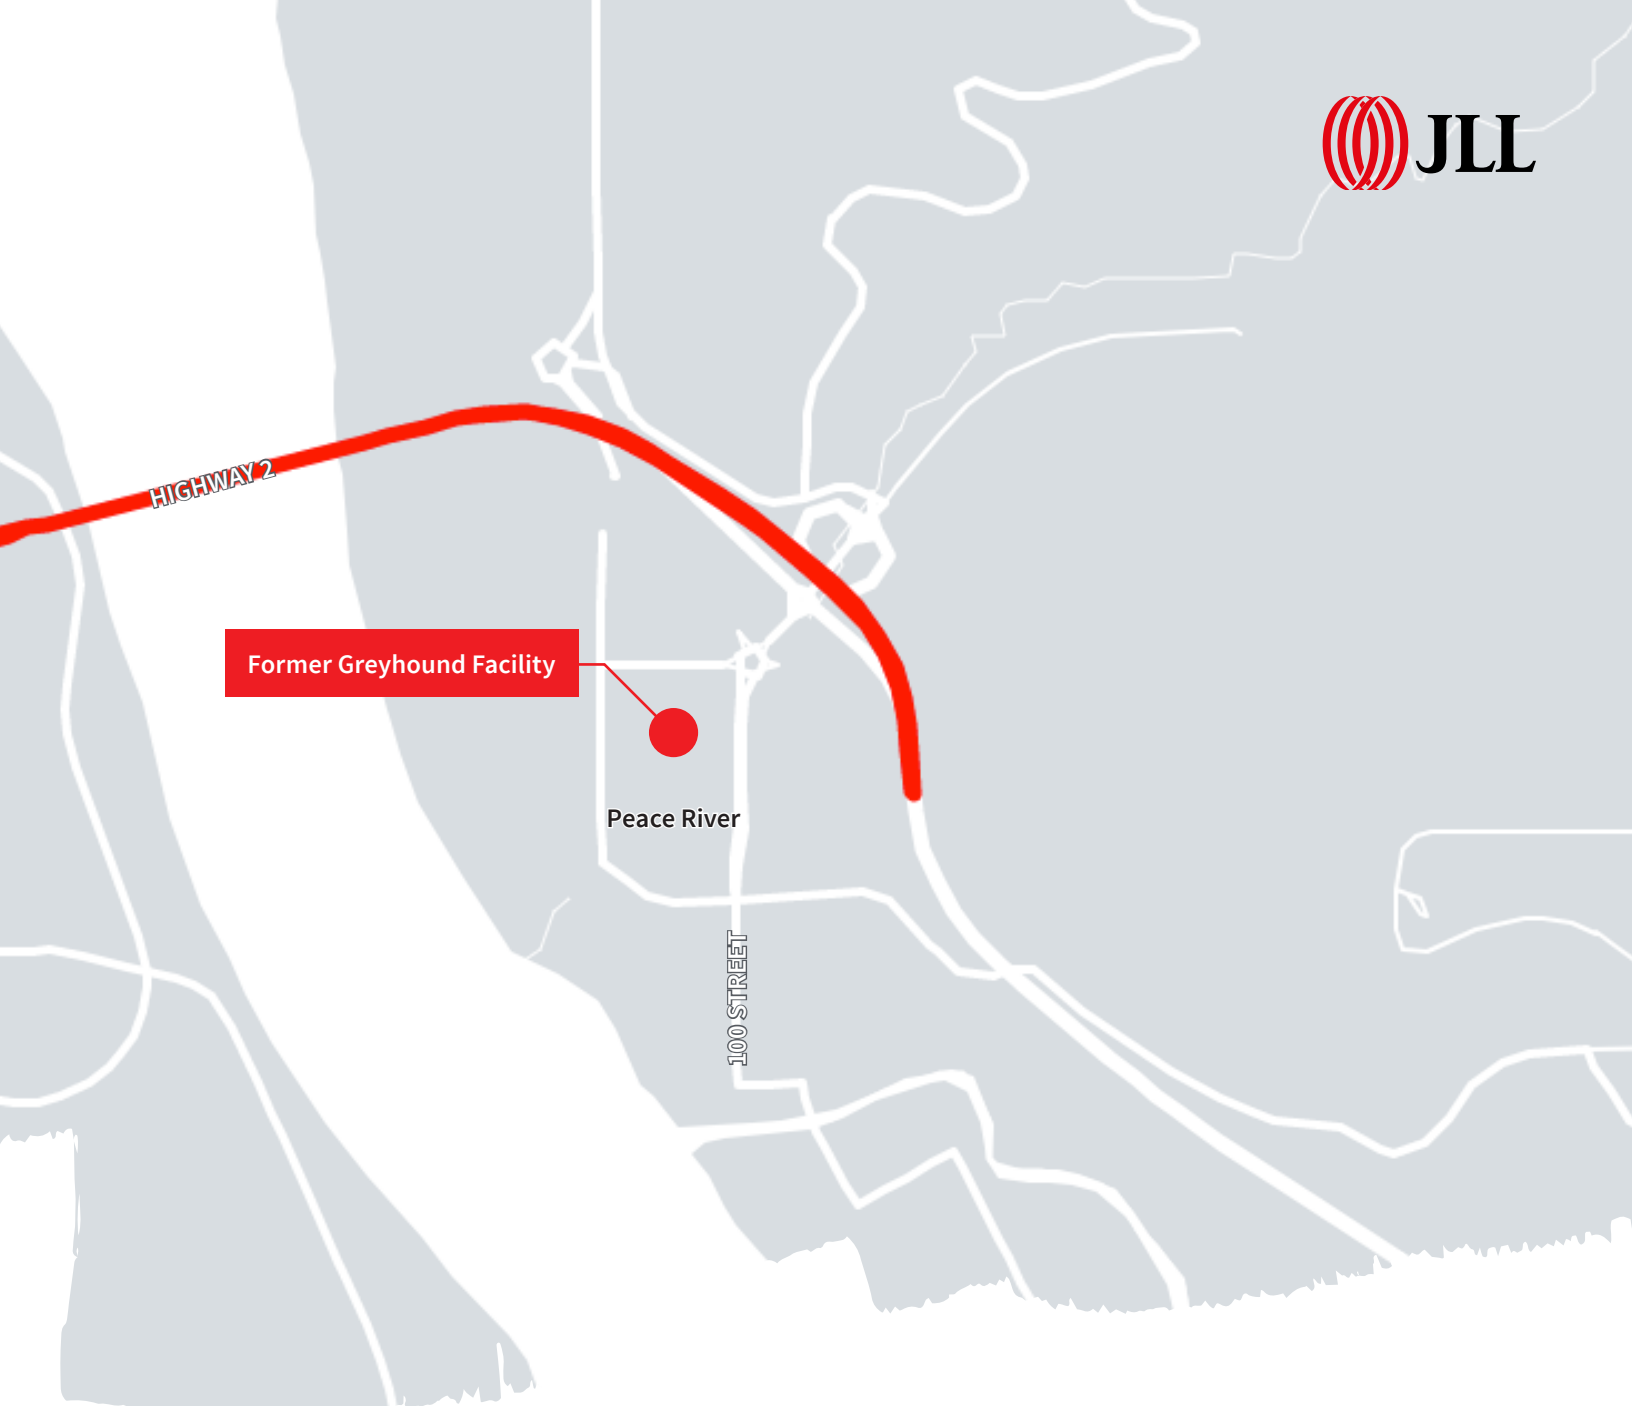 JLL
HIGHWAY 2
Former Greyhound Facility
Peace River
100 STREET